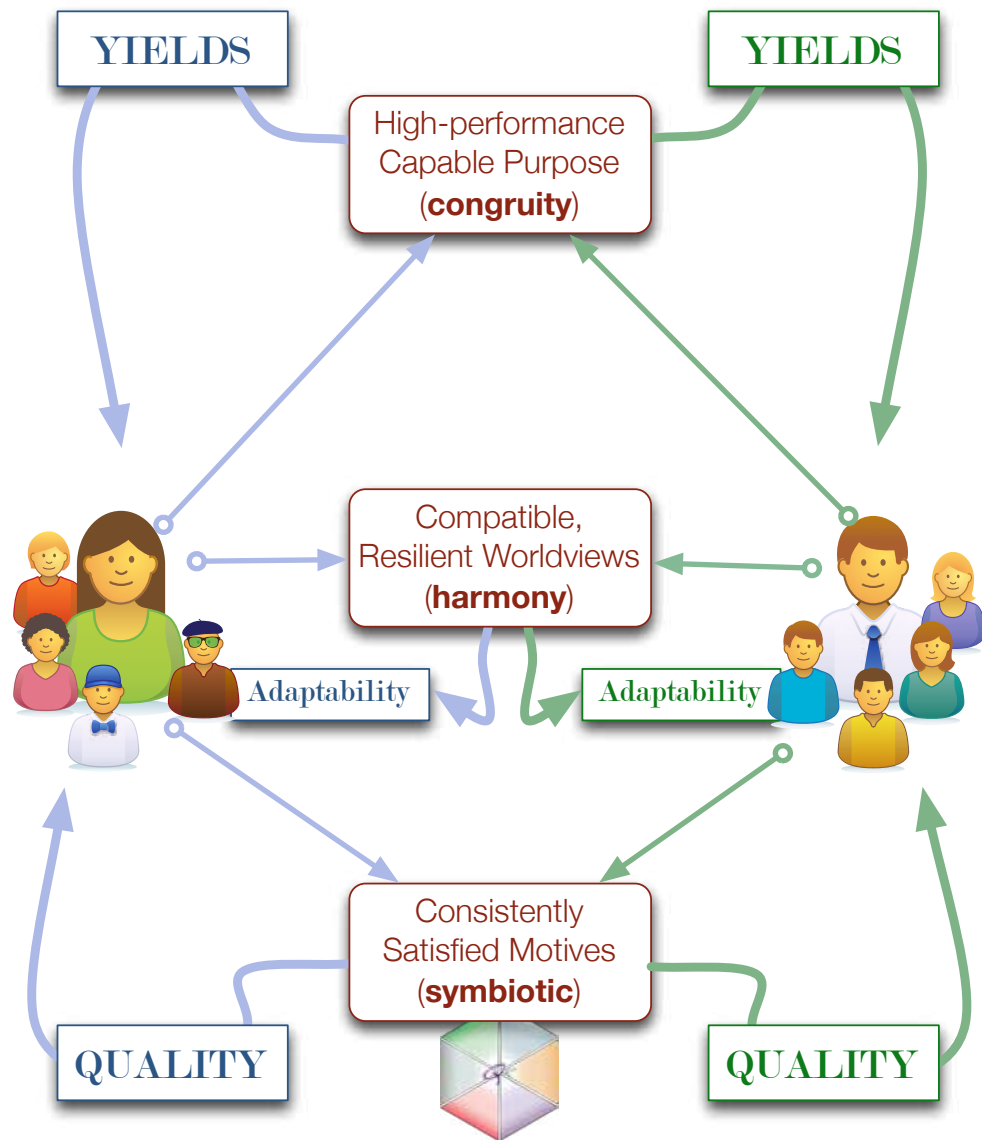 YIELDS
YIELDS
High-performance
Capable Purpose
(congruity)
Compatible,
Resilient Worldviews
(harmony)
Adaptability
Adaptability
Consistently
Satisfied Motives
(symbiotic)
QUALITY
QUALITY